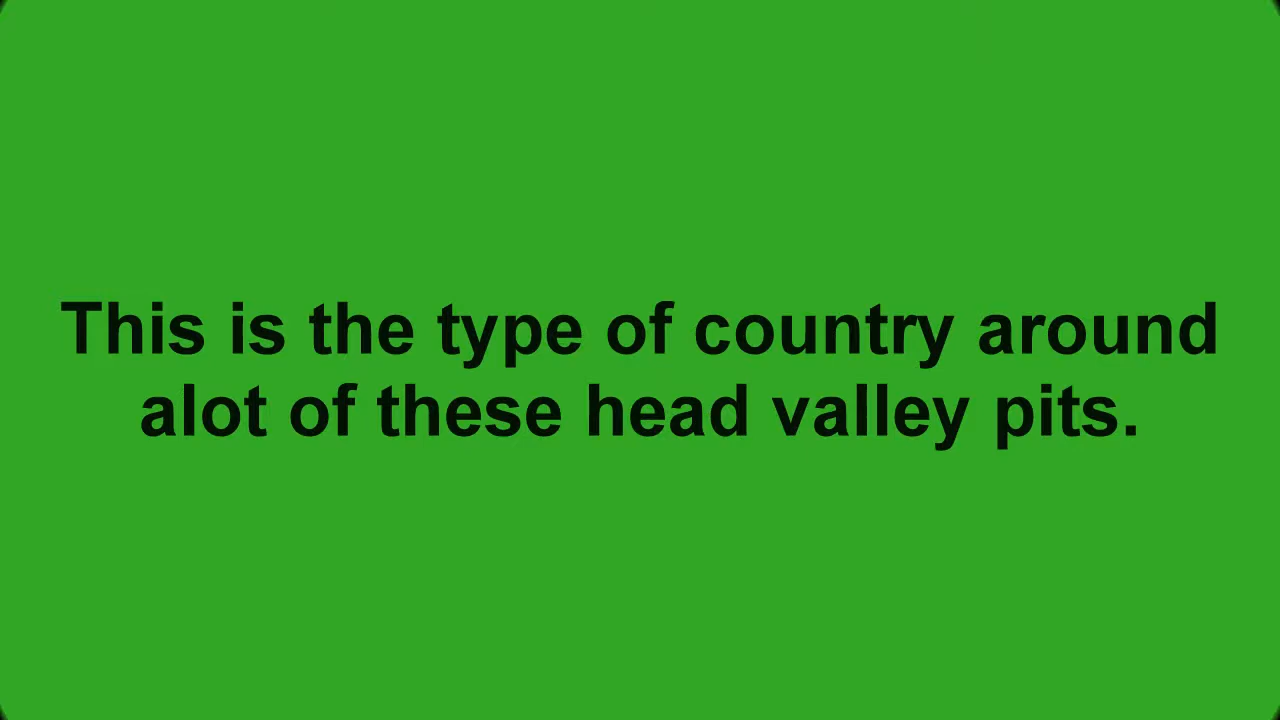 This is the type of country around
alot of these head valley pits.